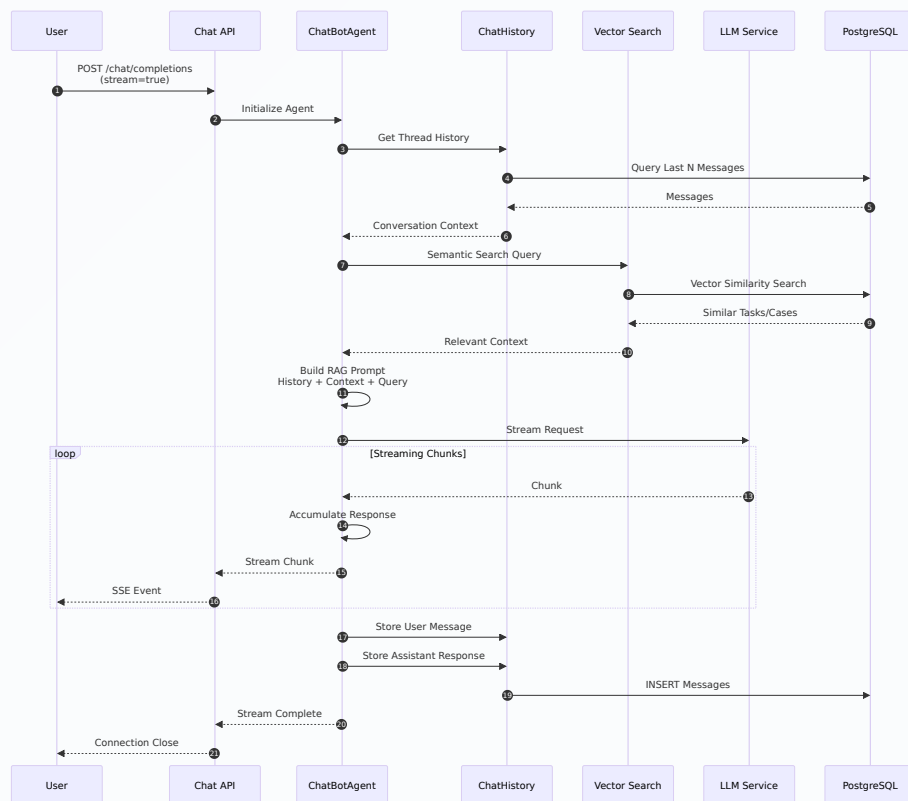 User
Chat API
ChatBotAgent
ChatHistory
Vector Search
LLM Service
PostgreSQL
POST /chat/completions
(stream=true)
1
Initialize Agent
2
Get Thread History
3
Query Last N Messages
4
Messages
5
Conversation Context
6
Semantic Search Query
7
Vector Similarity Search
8
Similar Tasks/Cases
9
Relevant Context
10
Build RAG Prompt
History + Context + Query
11
Stream Request
12
loop
[Streaming Chunks]
Chunk
13
Accumulate Response
14
Stream Chunk
15
SSE Event
16
Store User Message
17
Store Assistant Response
18
INSERT Messages
19
Stream Complete
20
Connection Close
21
User
Chat API
ChatBotAgent
ChatHistory
Vector Search
LLM Service
PostgreSQL